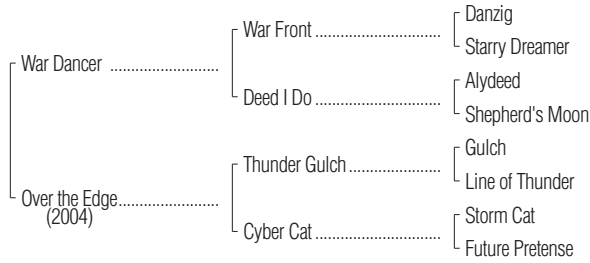 Danzig
War Front ................................
Starry Dreamer
War Dancer ............................
Alydeed
Deed I Do ................................
Shepherd's Moon
Gulch
Thunder Gulch .......................
Line of Thunder
Over the Edge..........................
(2004)
Storm Cat
Cyber Cat ................................
Future Pretense